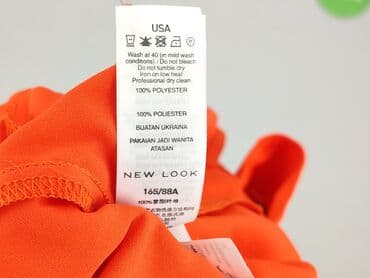 USA
Wash at 40 (in mild wash
conditions) / Do not bleach
Do not tumble dry
Iron on low heat
Professional dry clean
100% POLYESTER
100% POLIESTER
BUATAN UKRAINA
PAKAIAN JADI WANITA
ATASAN
NEW LOOK
165/88A